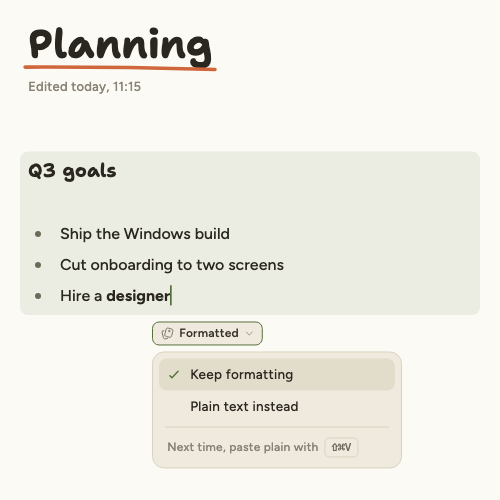 Planning
Edited today, 11:15
Q3 goals
• Ship the Windows build
• Cut onboarding to two screens
• Hire a designer
Formatted
Keep formatting
Plain text instead
Next time, paste plain with ⇧⌘V